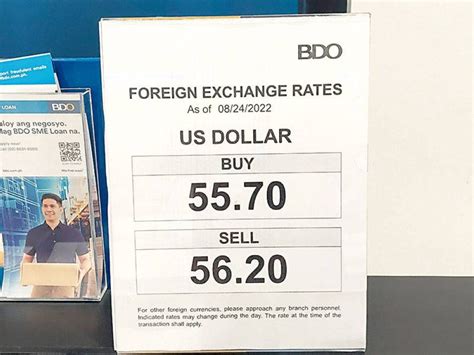 BDO
FOREIGN EXCHANGE RATES
As of 08/24/2022
US DOLLAR
BUY
55.70
SELL
56.20
For other foreign currencies, please approach any branch personnel.
Indicated rates may change during the day. The rate at the time of the
transaction shall apply.
LOAN
BDO
loy ang negosyo.
Mag BDO SME Loan na.